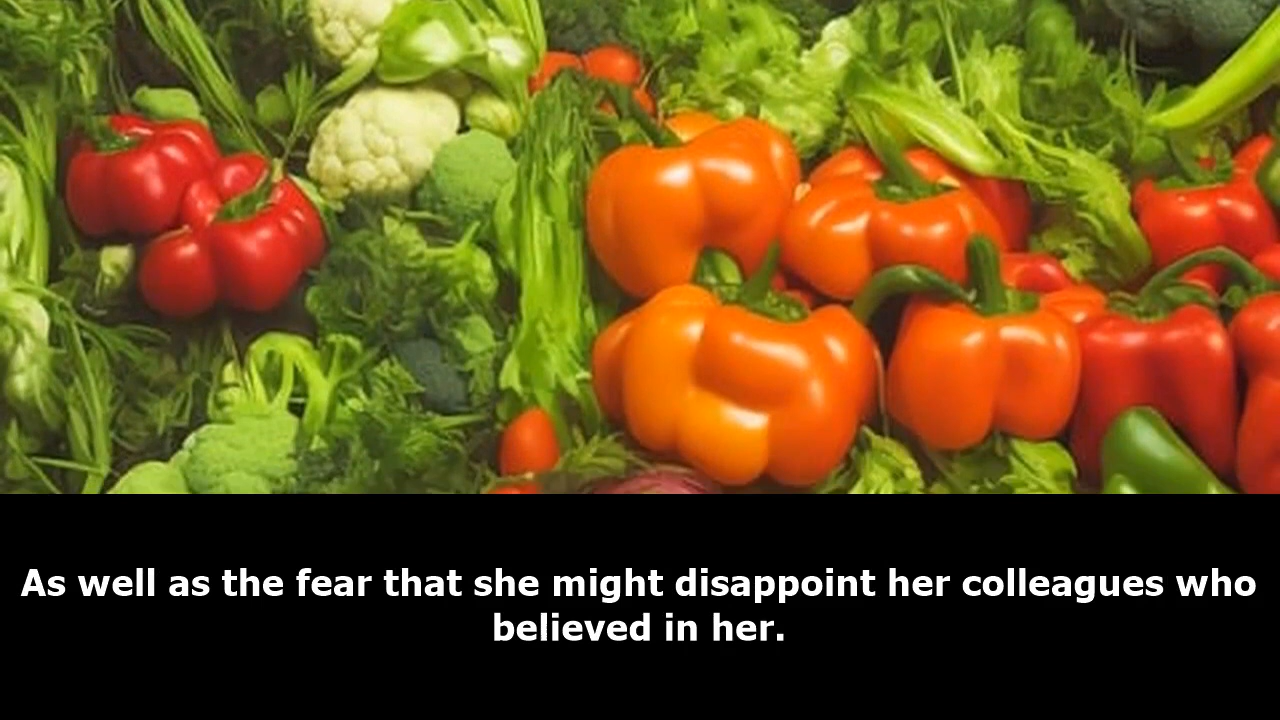 As well as the fear that she might disappoint her colleagues who
believed in her.